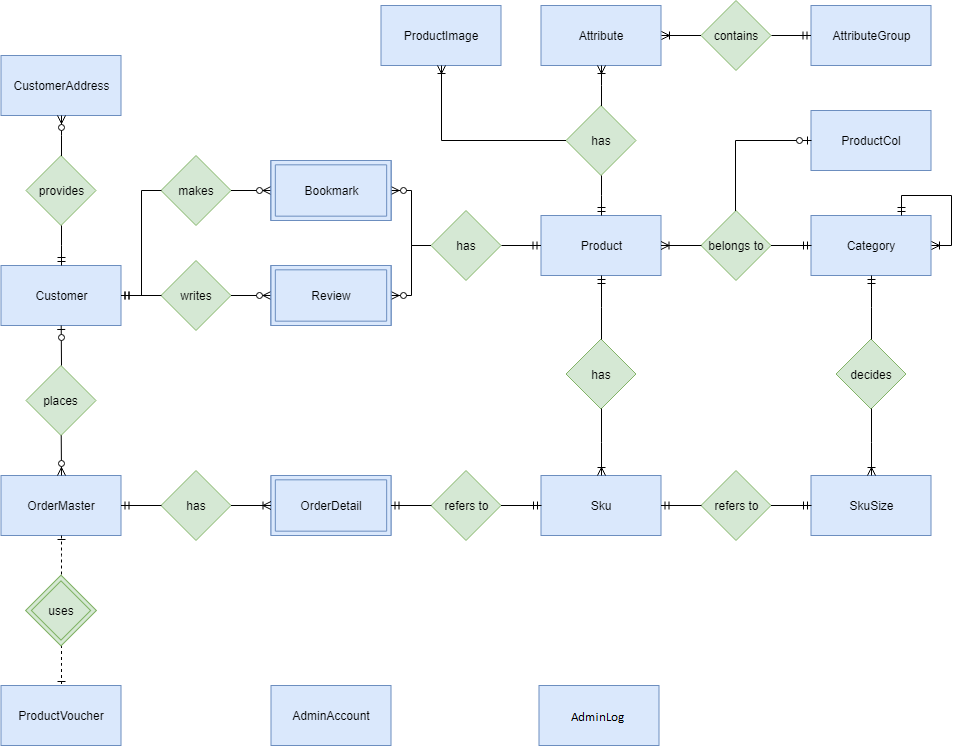 ProductImage
Attribute
contains
AttributeGroup
CustomerAddress
has
ProductCol
provides
makes
Bookmark
has
Product
belongs to
Category
Customer
writes
Review
has
decides
places
OrderMaster
has
OrderDetail
refers to
Sku
refers to
SkuSize
uses
ProductVoucher
AdminAccount
AdminLog